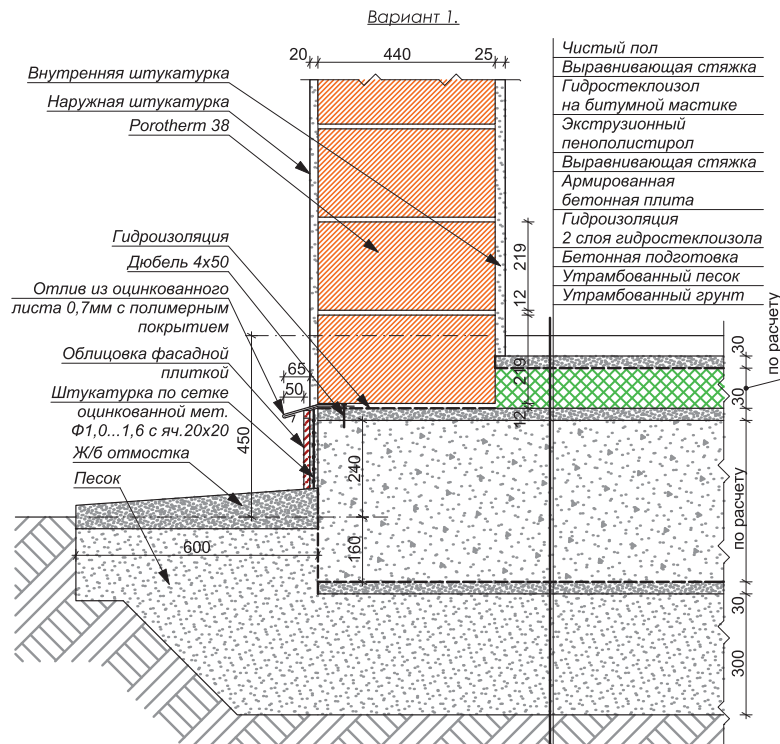 Вариант 1.
20
440
25
Внутренняя штукатурка
Наружная штукатурка
Porotherm 38
Гидроизоляция
Дюбель 4х50
Отлив из оцинкованного
листа 0,7мм с полимерным
покрытием
Облицовка фасадной
плиткой
Штукатурка по сетке
оцинкованной мет.
Ф1,0...1,6 с яч.20х20
Ж/б отмостка
Песок
Чистый пол
Выравнивающая стяжка
Гидростеклоизол
на битумной мастике
Экструзионный
пенополистирол
Выравнивающая стяжка
Армированная
бетонная плита
Гидроизоляция
2 слоя гидростеклоизола
Бетонная подготовка
Утрамбованный песок
Утрамбованный грунт
219
12
219
12
65
50
450
240
160
600
30
по расчету
30
по расчету
30
300